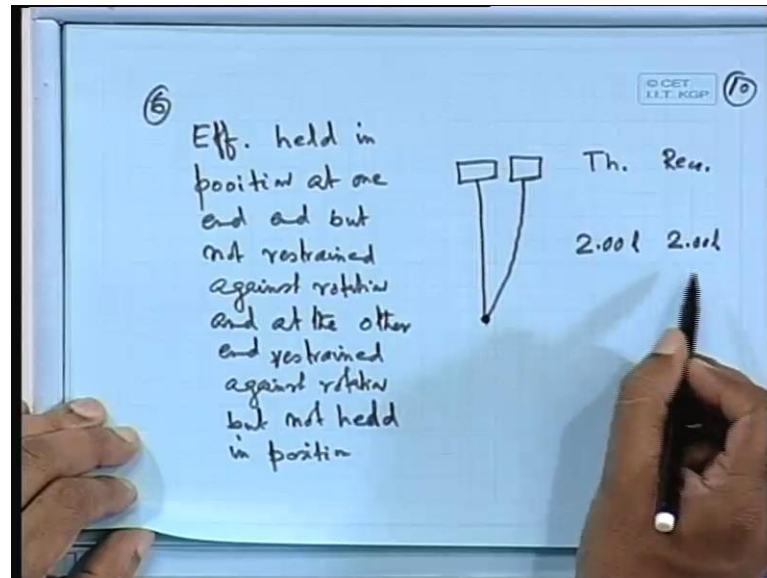 6
© CET
I.I.T. KGP
10
Eff. held in
position at one
end and but
not restrained
against rotation
and at the other
end restrained
against rotation
but not held
in position
Th. Rec.
2.00l 2.00l